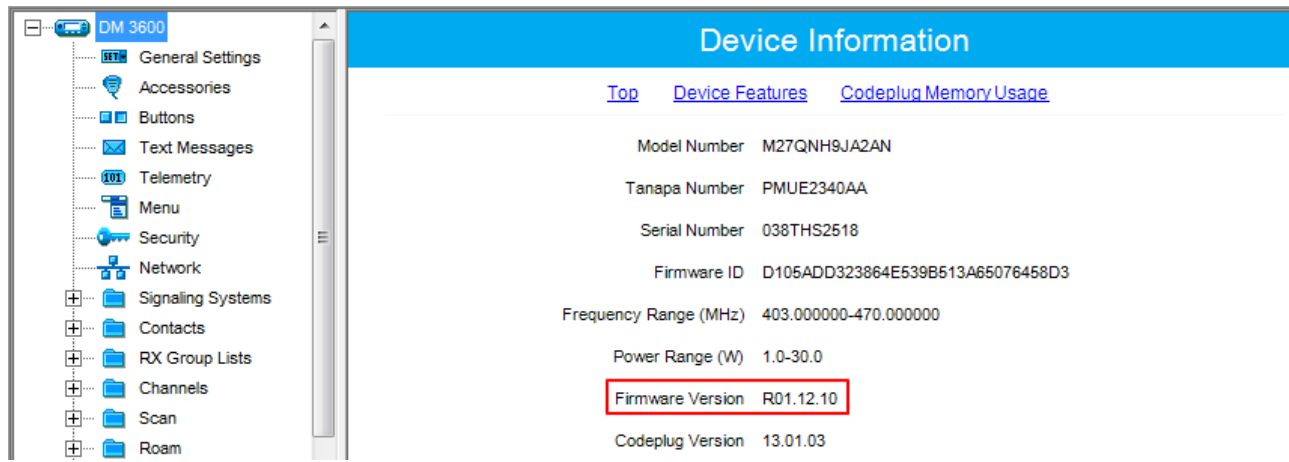 DM 3600
General Settings
Accessories
Buttons
Text Messages
Telemetry
Menu
Security
Network
Signaling Systems
Contacts
RX Group Lists
Channels
Scan
Roam
Device Information
Top Device Features Codeplug Memory Usage
Model Number M27QNH9JA2AN
Tanapa Number PMUE2340AA
Serial Number 038THS2518
Firmware ID D105ADD323864E539B513A65076458D3
Frequency Range (MHz) 403.000000-470.000000
Power Range (W) 1.0-30.0
Firmware Version R01.12.10
Codeplug Version 13.01.03